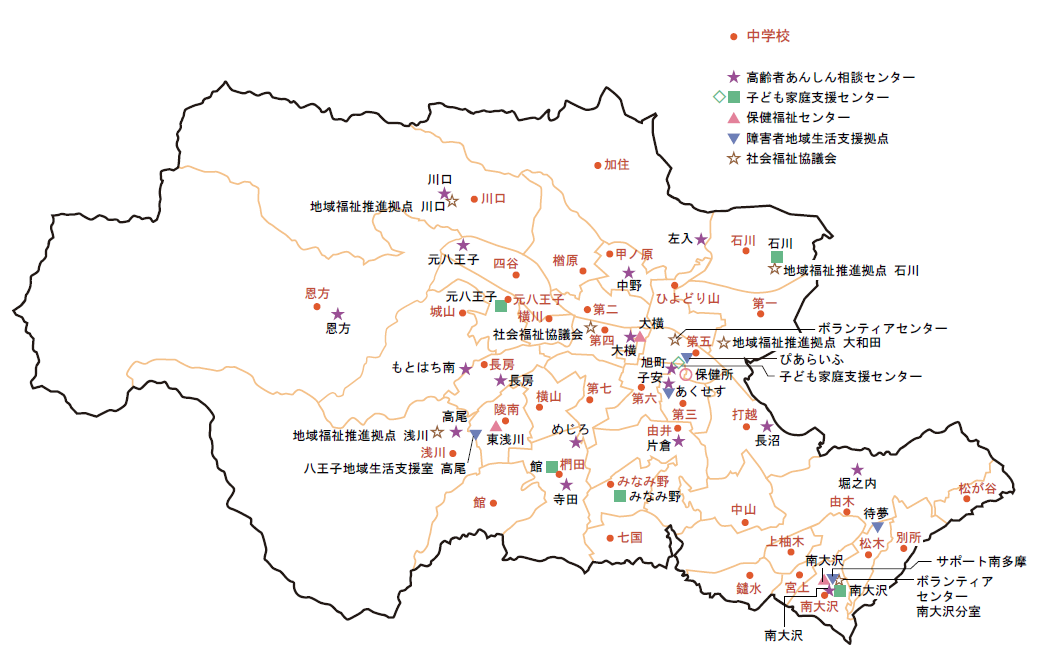 中学校
高齢者あんしん相談センター
子ども家庭支援センター
保健福祉センター
障害者地域生活支援拠点
社会福祉協議会
加住
川口
川口
地域福祉推進拠点 川口
左入
石川
石川
地域福祉推進拠点 石川
元八王子
四谷
楢原
甲ノ原
中野
恩方
恩方
元八王子
元八王子
城山
横川
第二
ひよどり山
第一
社会福祉協議会
第四
大横
大横
ボランティアセンター
第五
地域福祉推進拠点 大和田
ぴあらいふ
旭町
子ども家庭支援センター
もとはち南
長房
長房
子安
保健所
あくせす
第七
第六
横山
第三
打越
長沼
高尾
陵南
めじろ
由井
片倉
地域福祉推進拠点 浅川
東浅川
浅川
八王子地域生活支援室 高尾
館
椚田
寺田
みなみ野
みなみ野
館
七国
中山
堀之内
松が谷
由木
待夢
上柚木
松木
別所
南大沢
サポート南多摩
鑓水
宮上
南大沢
ボランティア
センター
南大沢分室
南大沢
南大沢